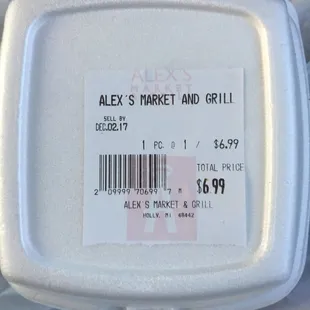 ALEX'S
MARKET
ALEX'S MARKET AND GRILL
SELL BY
DEC.02.17
1 PC @ 1 / $6.99
TOTAL PRICE
$6.99
2 09999 70699 7 M
ALEX'S MARKET & GRILL
HOLLY, MI 48442